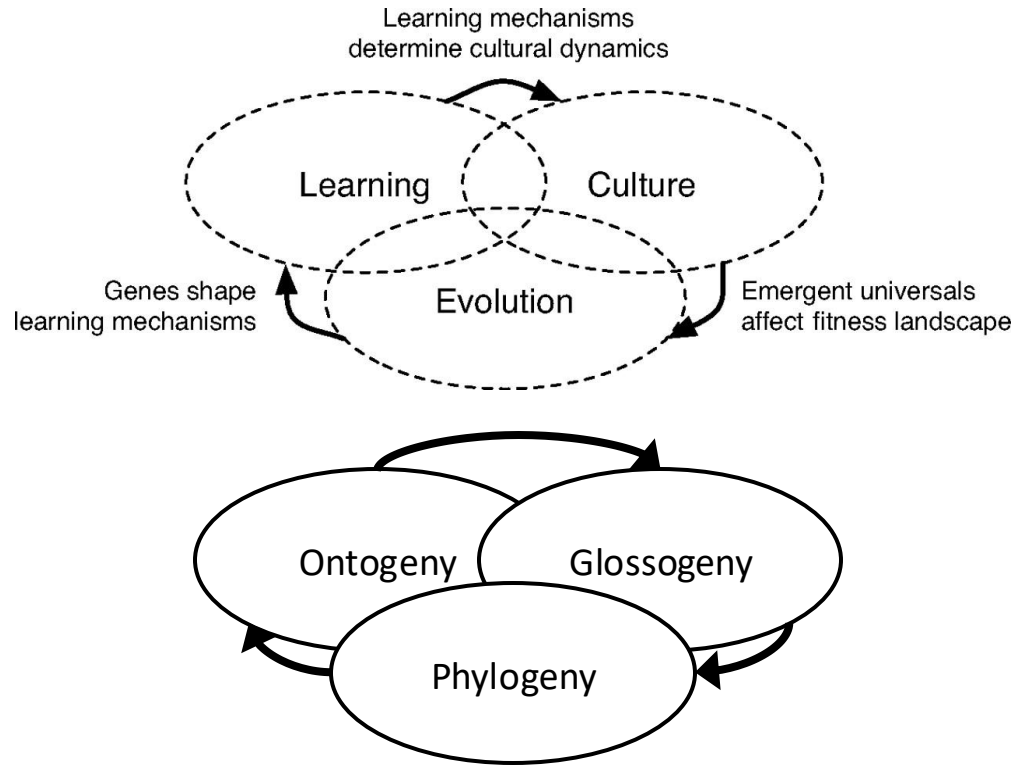 Learning mechanisms
determine cultural dynamics
Learning
Culture
Genes shape
learning mechanisms
Evolution
Emergent universals
affect fitness landscape
Ontogeny
Glossogeny
Phylogeny